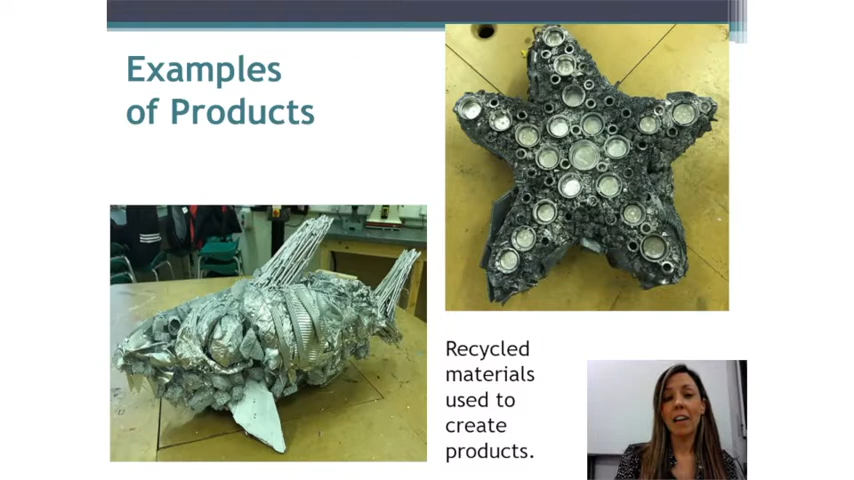 Examples
of Products
Recycled
materials
used to
create
products.